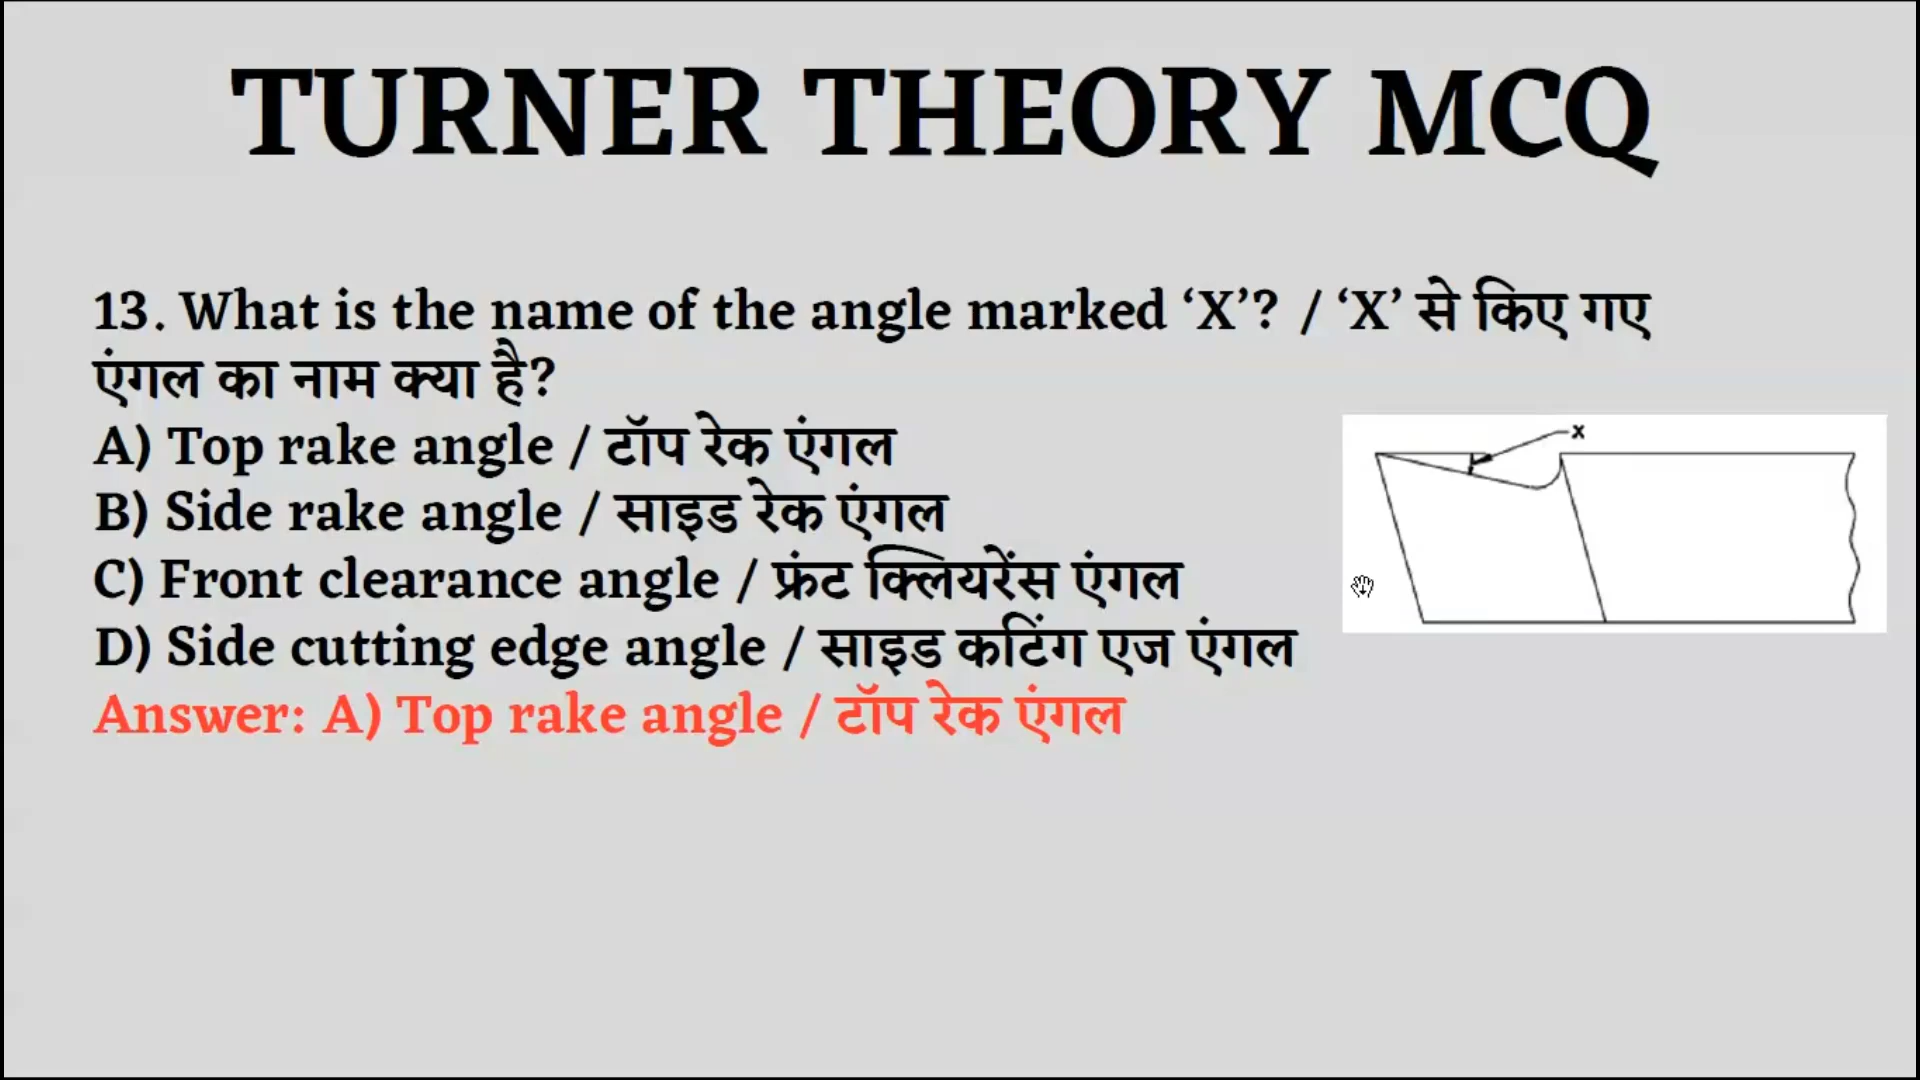 TURNER THEORY MCQ
13. What is the name of the angle marked ‘X’? / ‘X’ से किए गए
एंगल का नाम क्या है?
A) Top rake angle / टॉप रेक एंगल
B) Side rake angle / साइड रेक एंगल
C) Front clearance angle / फ्रंट क्लियरेंस एंगल
D) Side cutting edge angle / साइड कटिंग एज एंगल
Answer: A) Top rake angle / टॉप रेक एंगल
X